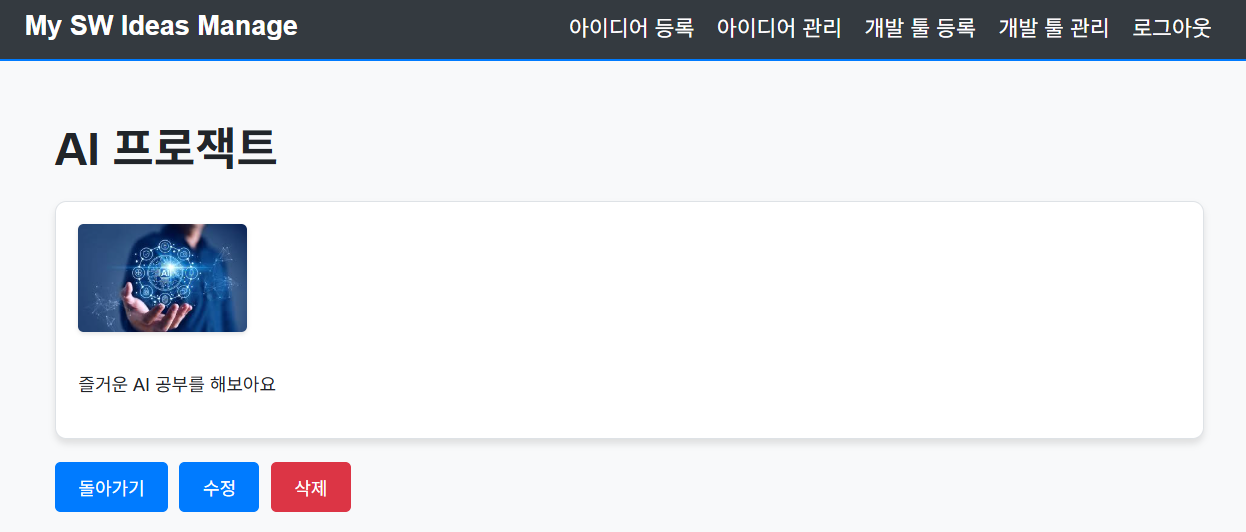 My SW Ideas Manage
아이디어 등록 아이디어 관리 개발 툴 등록 개발 툴 관리 로그아웃
AI 프로잭트
AI
즐거운 AI 공부를 해보아요
돌아가기 수정 삭제